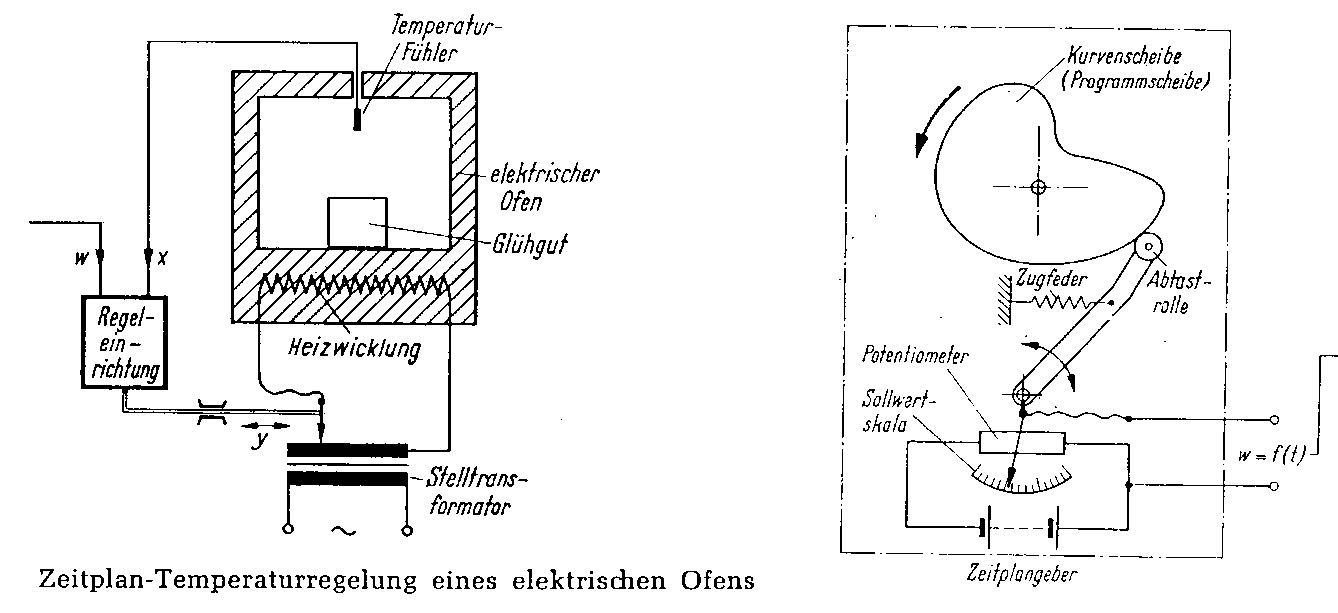 Temperatur-
Fühler
elektrischer
Ofen
Glühgut
w
x
Regel-
ein-
richtung
Heizwicklung
y
Stelltrans-
formator
~
Zeitplan-Temperaturregelung eines elektrischen Ofens
Kurvenscheibe
(Programmscheibe)
Zugfeder
Abtast-
rolle
Potentiometer
Sollwert-
skala
w = f(t)
Zeitplangeber